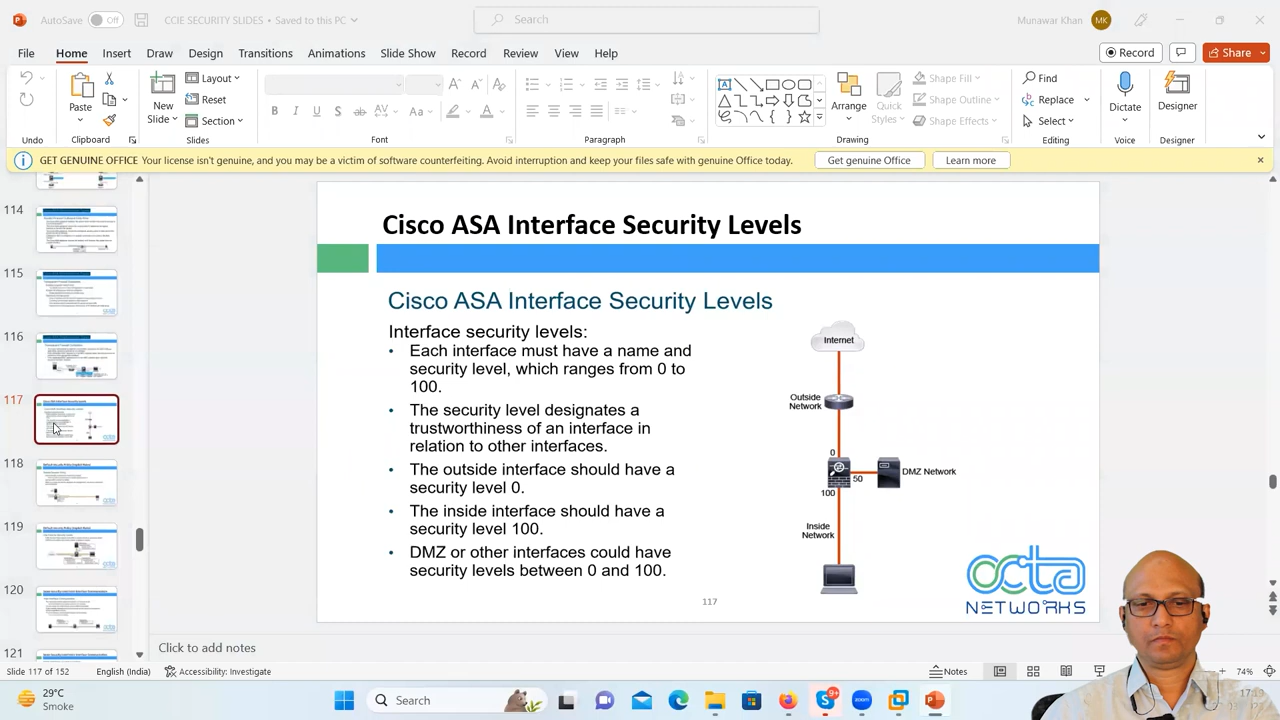 AutoSave Off CCIE SECURITY SLIDES • Saved to this PC Search Munawar Khan MK
File Home Insert Draw Design Transitions Animations Slide Show Record Review View Help Record Share
Paste New Slide Layout Reset Section Arrange Quick Styles Shape Fill Shape Outline Shape Effects Find Replace Select Dictate Designer
Undo Clipboard Slides Font Paragraph Drawing Editing Voice Designer
GET GENUINE OFFICE Your license isn't genuine, and you may be a victim of software counterfeiting. Avoid interruption and keep your files safe with genuine Office today. Get genuine Office Learn more
114
115
116
117
118
119
120
121
Cisco ASA Interface Security Levels
Cisco ASA Interface Security Levels
Interface security levels:
• Each interface must have a name and
security level, which ranges from 0 to
100.
• The security level designates a
trustworthiness of an interface in
relation to other interfaces.
• The outside interface should have a
security level 0.
• The inside interface should have a
security level 100.
• DMZ or other interfaces could have
security levels between 0 and 100.
Internet
Outside
Network
0
50
DMZ Network
100
Inside
Network
octa
NETWORKS
117
Click to add notes
Slide 117 of 152 English (India) Accessibility: Investigate Notes 74%
29°C
Smoke
Search
9+
zoom